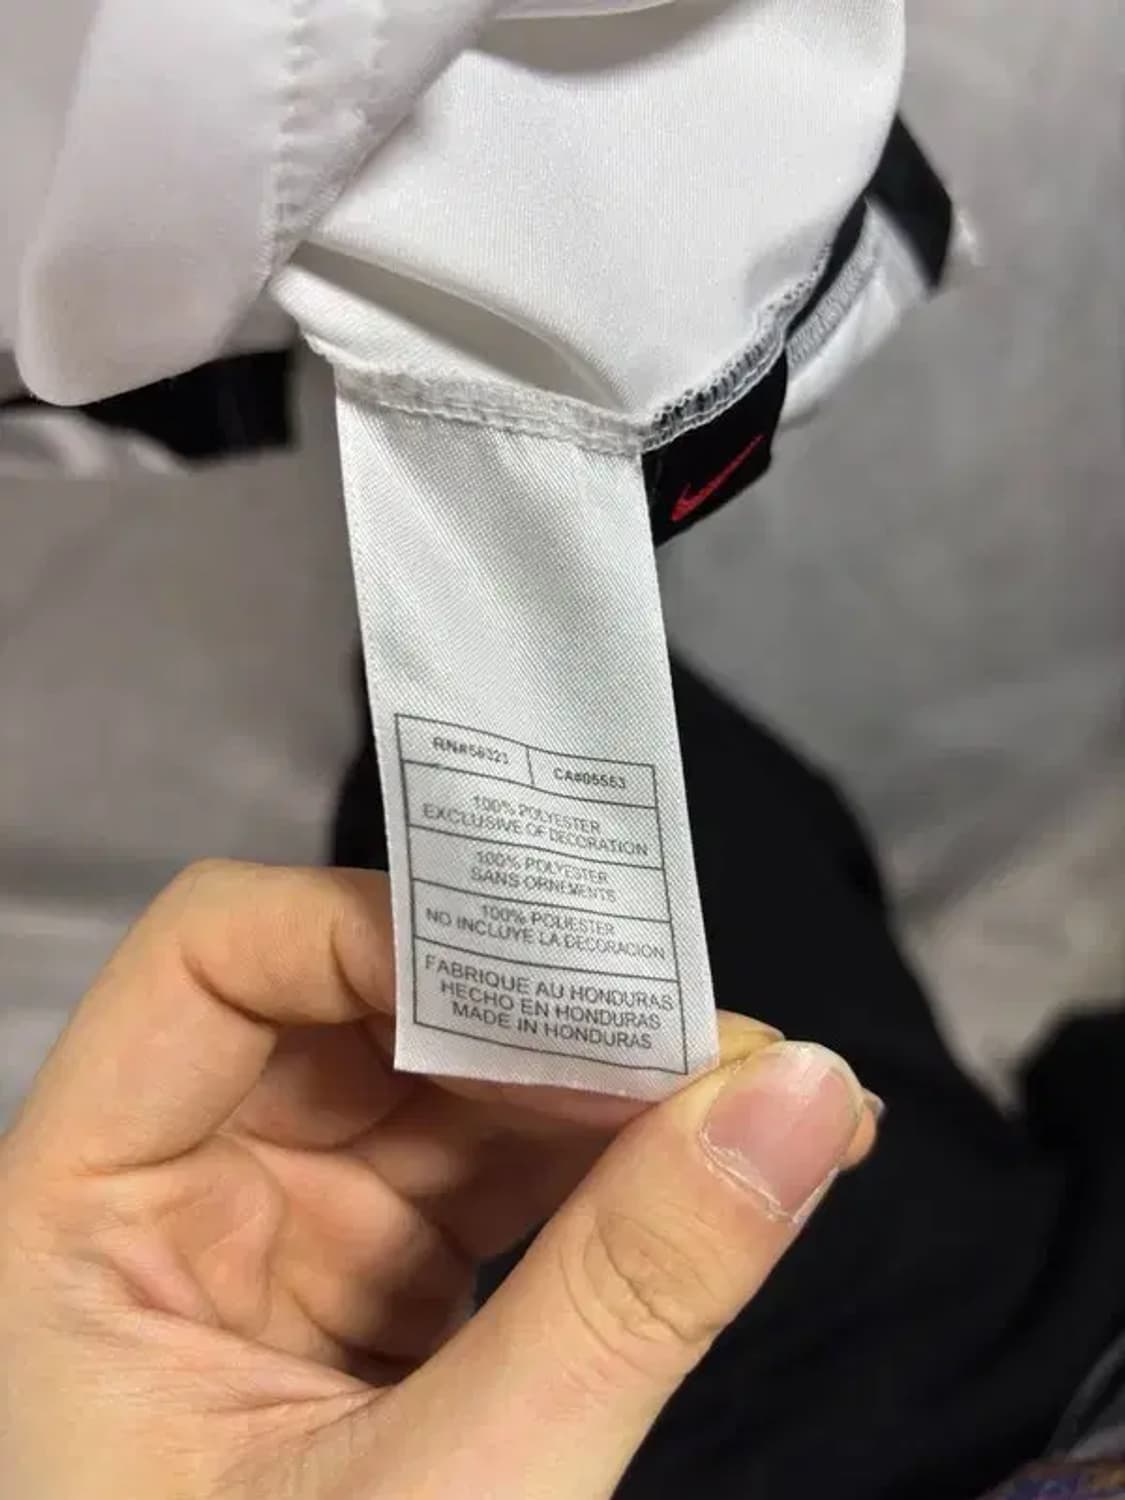 RN#56323
CA#05553
100% POLYESTER
EXCLUSIVE OF DECORATION
100% POLYESTER
SANS ORNEMENTS
100% POLIESTER
NO INCLUYE LA DECORACION
FABRIQUE AU HONDURAS
HECHO EN HONDURAS
MADE IN HONDURAS